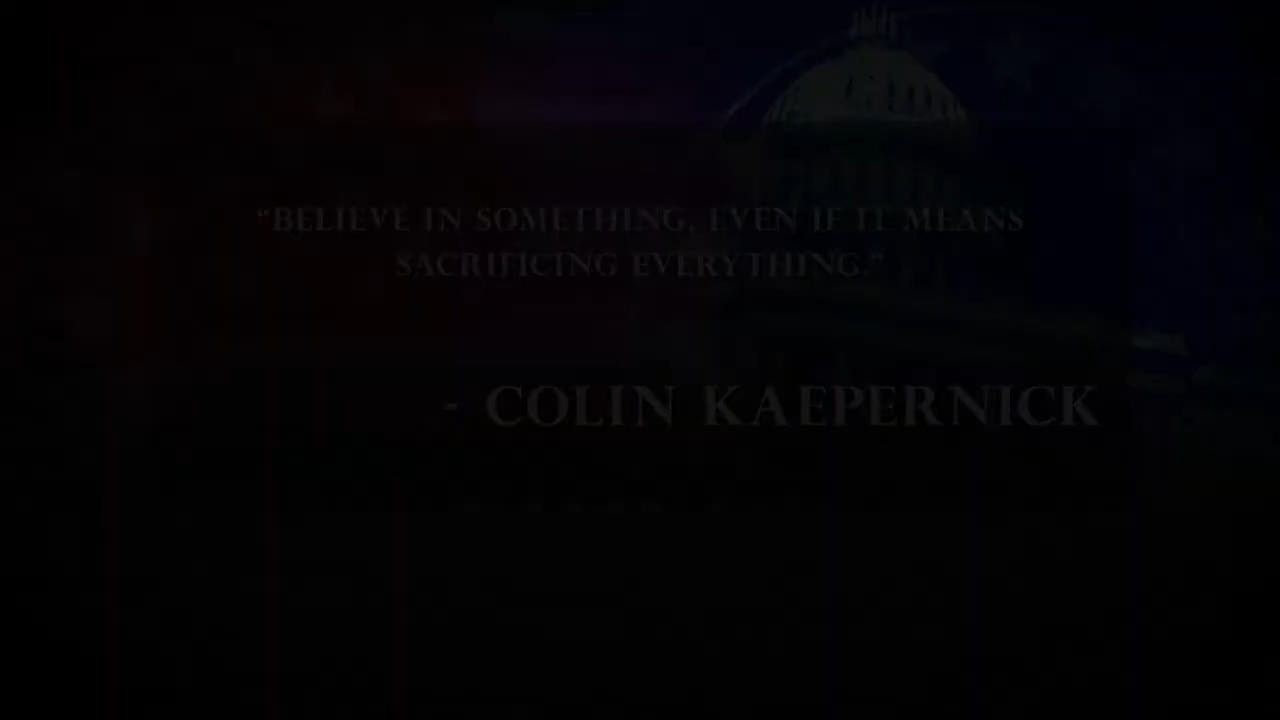 “BELIEVE IN SOMETHING, EVEN IF IT MEANS
SACRIFICING EVERYTHING.”
- COLIN KAEPERNICK